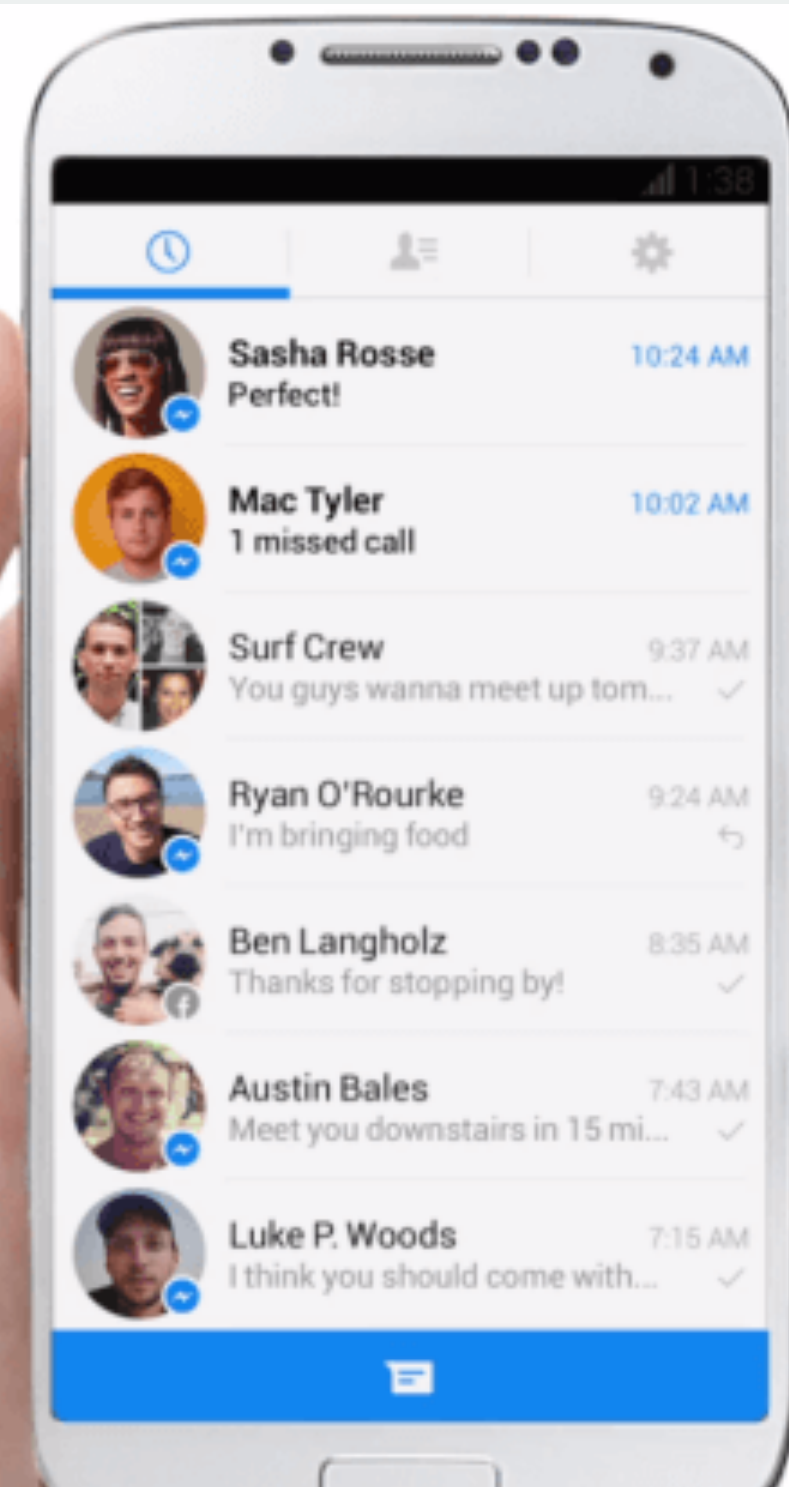 1:38
Sasha Rosse 10:24 AM
Perfect!
Mac Tyler 10:02 AM
1 missed call
Surf Crew 9:37 AM
You guys wanna meet up tom...
Ryan O'Rourke 9:24 AM
I'm bringing food
Ben Langholz 8:35 AM
Thanks for stopping by!
Austin Bales 7:43 AM
Meet you downstairs in 15 mi...
Luke P. Woods 7:15 AM
I think you should come with...